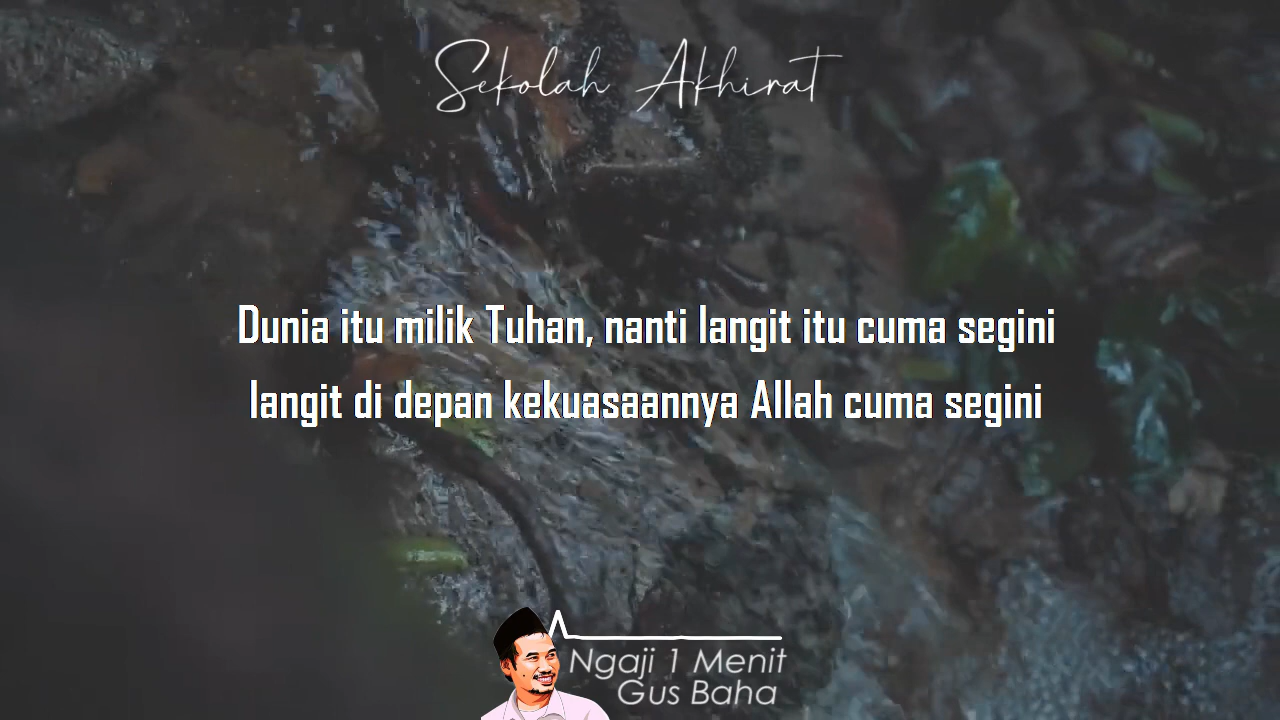 Sekolah Akhirat
Dunia itu milik Tuhan, nanti langit itu cuma segini
langit di depan kekuasaannya Allah cuma segini
Ngaji 1 Menit
Gus Baha